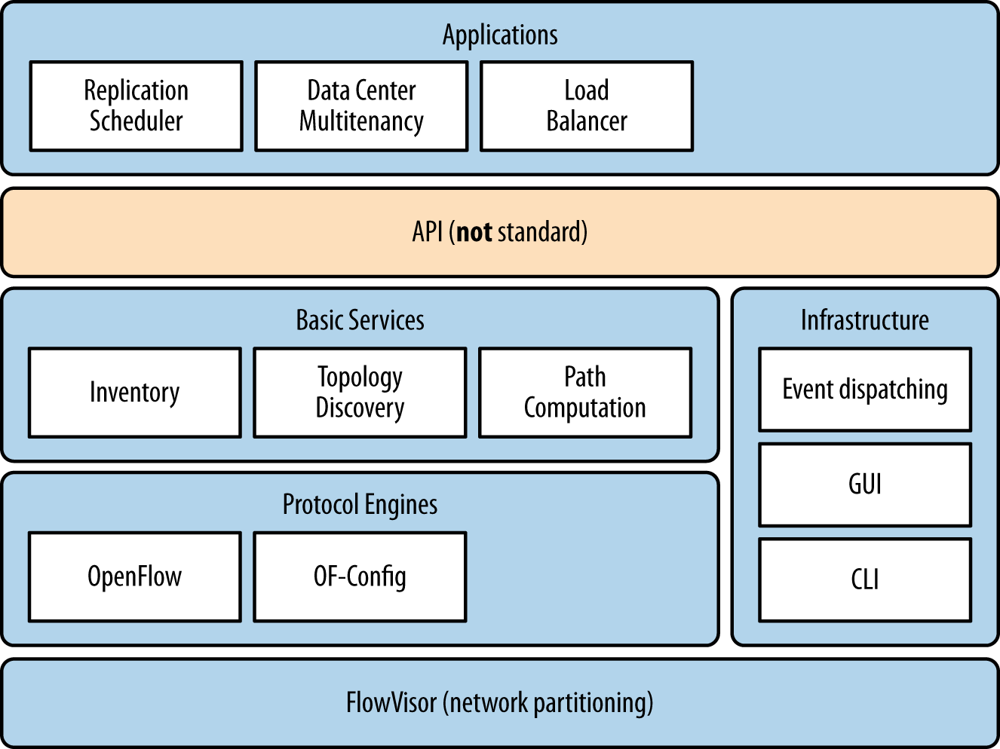 Applications
Replication
Scheduler
Data Center
Multitenancy
Load
Balancer
API (not standard)
Basic Services
Inventory
Topology
Discovery
Path
Computation
Infrastructure
Event dispatching
GUI
CLI
Protocol Engines
OpenFlow
OF-Config
FlowVisor (network partitioning)